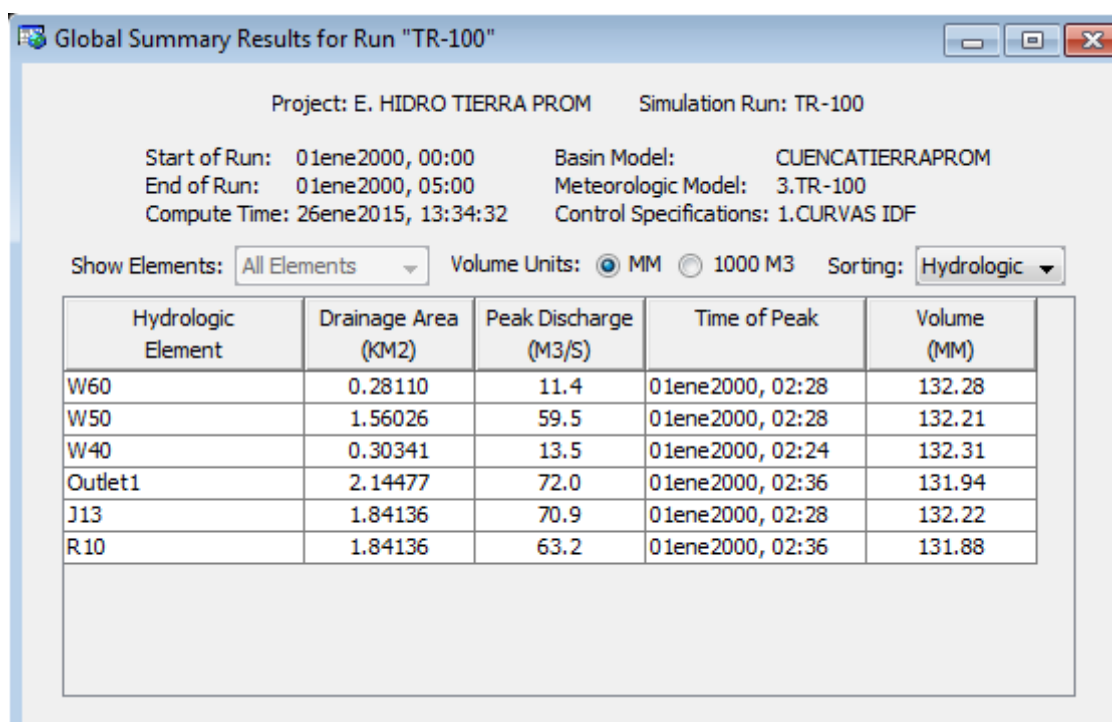 Global Summary Results for Run "TR-100"
Project: E. HIDRO TIERRA PROM Simulation Run: TR-100
Start of Run: 01ene2000, 00:00 Basin Model: CUENCATIERRAPROM
End of Run: 01ene2000, 05:00 Meteorologic Model: 3.TR-100
Compute Time: 26ene2015, 13:34:32 Control Specifications: 1.CURVAS IDF
Show Elements: All Elements Volume Units: MM 1000 M3 Sorting: Hydrologic
Hydrologic Drainage Area Peak Discharge Time of Peak Volume
Element (KM2) (M3/S) (MM)
W60 0.28110 11.4 01ene2000, 02:28 132.28
W50 1.56026 59.5 01ene2000, 02:28 132.21
W40 0.30341 13.5 01ene2000, 02:24 132.31
Outlet1 2.14477 72.0 01ene2000, 02:36 131.94
J13 1.84136 70.9 01ene2000, 02:28 132.22
R10 1.84136 63.2 01ene2000, 02:36 131.88